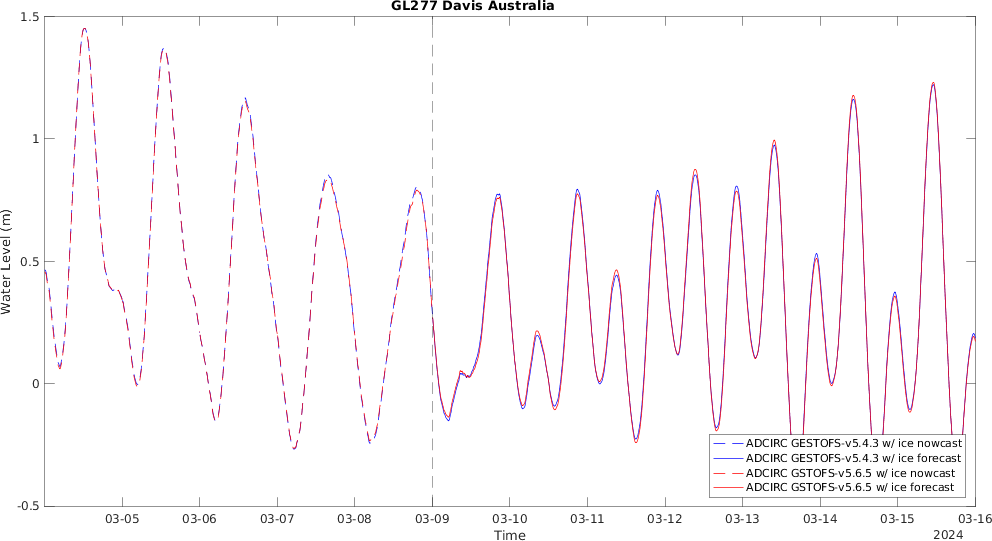 GL277 Davis Australia
1.5
1
0.5
0
-0.5
Water Level (m)
03-05 03-06 03-07 03-08 03-09 03-10 03-11 03-12 03-13 03-14 03-15 03-16
Time
2024
ADCIRC GESTOFS-v5.4.3 w/ ice nowcast
ADCIRC GESTOFS-v5.4.3 w/ ice forecast
ADCIRC GSTOFS-v5.6.5 w/ ice nowcast
ADCIRC GSTOFS-v5.6.5 w/ ice forecast